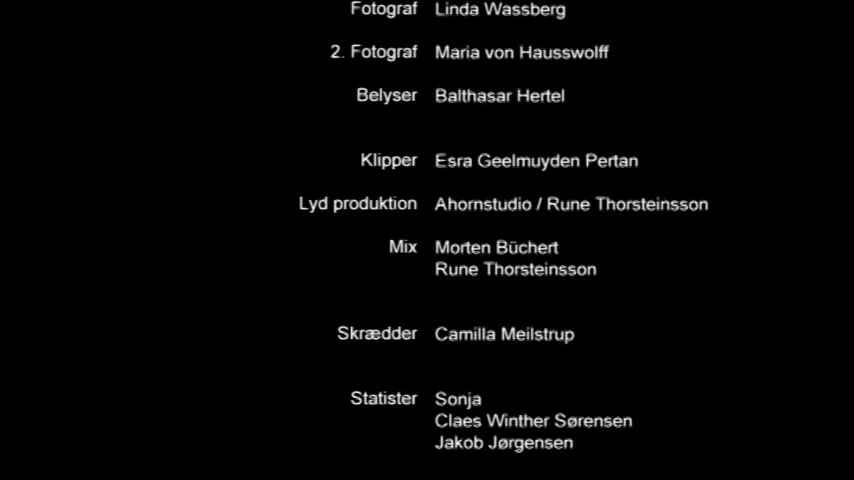 Fotograf Linda Wassberg
2. Fotograf Maria von Hausswolff
Belyser Balthasar Hertel
Klipper Esra Geelmuyden Pertan
Lyd produktion Ahornstudio / Rune Thorsteinsson
Mix Morten Büchert
Rune Thorsteinsson
Skrædder Camilla Meilstrup
Statister Sonja
Claes Winther Sørensen
Jakob Jørgensen